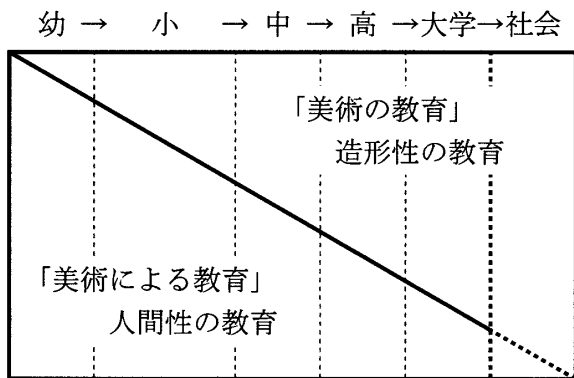 幼 → 小 → 中 → 高 →大学→社会
「美術の教育」
造形性の教育
「美術による教育」
人間性の教育